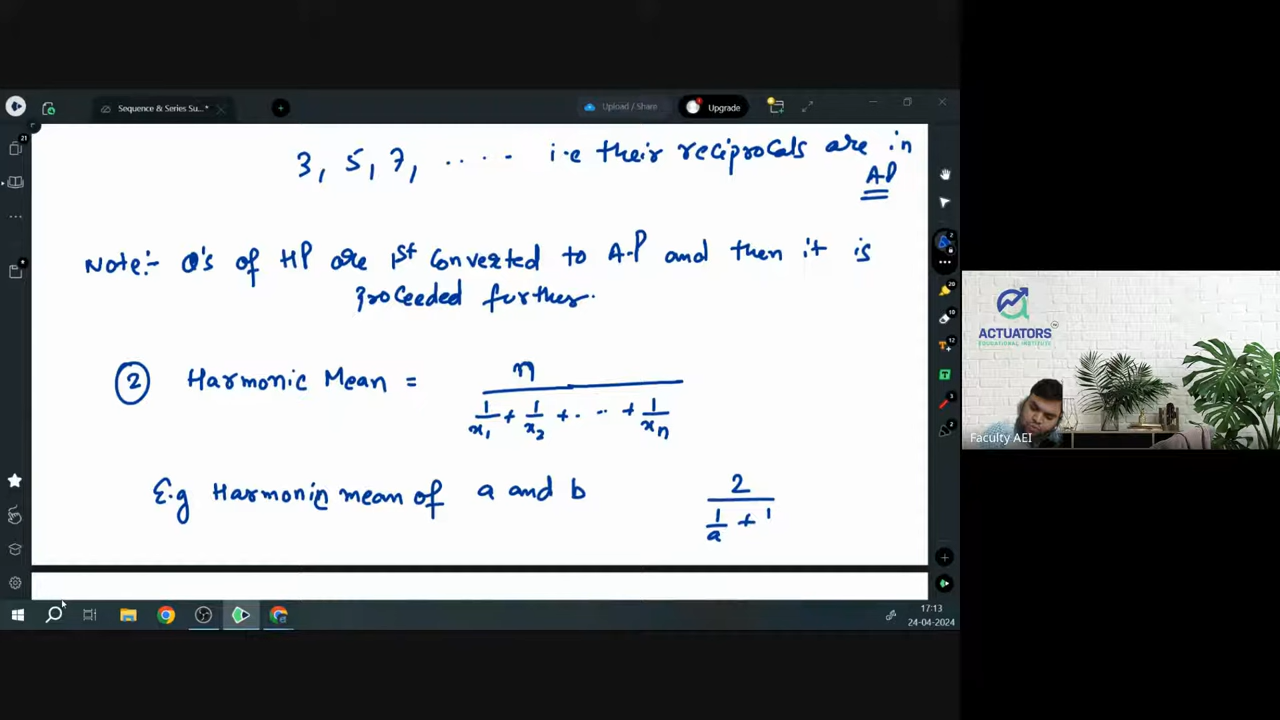 Sequence & Series Su...*
Upload / Share
Upgrade
3, 5, 7, ..... i.e their reciprocals are in
A.P
Note:- Q's of HP are 1st converted to A.P and then it is
proceeded further.
② Harmonic Mean = n
1/x₁ + 1/x₂ + .... + 1/xₙ
E.g Harmonic mean of a and b 2
1/a + 1
ACTUATORS
EDUCATIONAL INSTITUTE
Faculty AEI
17:13
24-04-2024